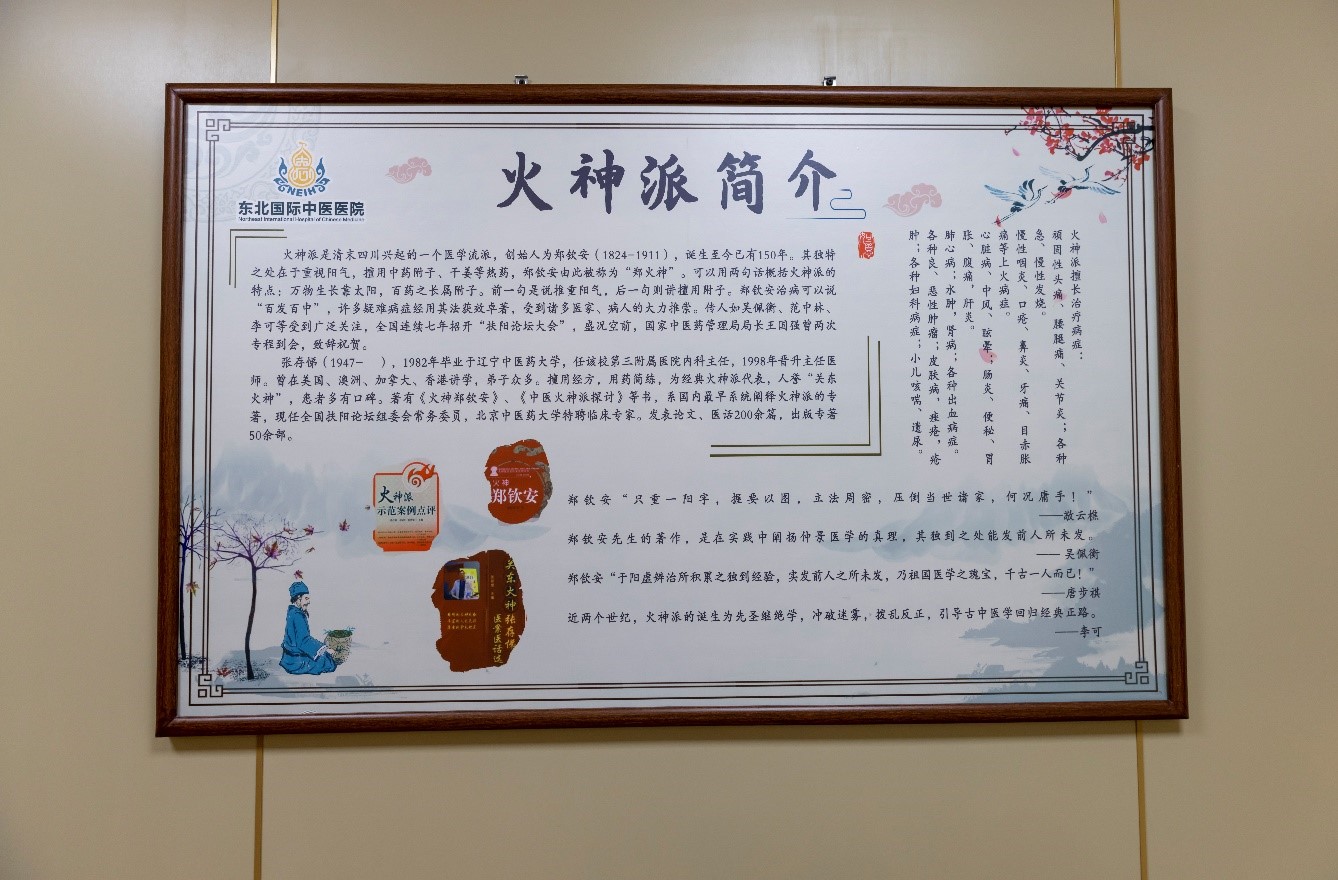 火神派简介
NEIH
东北国际中医医院
Northeast International Hospital of Chinese Medicine
火神派是清末四川兴起的一个医学流派，创始人为郑钦安（1824-1911），诞生至今已有150年。其独特
之处在于重视阳气，擅用中药附子、干姜等热药，郑钦安由此被称为“郑火神”。可以用两句话概括火神派的
特点：万物生长靠太阳，百药之长属附子。前一句是说推重阳气，后一句则讲擅用附子。郑钦安治病可以说
“百发百中”，许多疑难病症经用其法获效卓著，受到诸多医家、病人的大力推崇。传人如吴佩衡、范中林、
李可等受到广泛关注，全国连续七年招开“扶阳论坛大会”，盛况空前，国家中医药管理局局长王国强曾两次
专程到会，致辞祝贺。
张存悌（1947- ），1982年毕业于辽宁中医药大学，任该校第三附属医院内科主任，1998年晋升主任医
师。曾在美国、澳洲、加拿大、香港讲学，弟子众多。擅用经方，用药简练，为经典火神派代表，人誉“关东
火神”，患者多有口碑。著有《火神郑钦安》、《中医火神派探讨》等书，系国内最早系统阐释火神派的专
著，现任全国扶阳论坛组委会常务委员，北京中医药大学特聘临床专家。发表论文、医话200余篇，出版专著
50余部。
火神派擅长治疗病症：
顽固性头痛、腰腿痛、关节炎；各种
急、慢性发烧。
慢性咽炎、口疮、鼻炎、牙痛、目赤胀
痛等上火病症。
心脏病、中风、眩晕；肠炎、便秘、胃
胀、腹痛，肝炎。
肺心病；水肿，肾病；各种出血病症。
各种良、恶性肿瘤；皮肤病，痤疮，疮
肿；各种妇科病症；小儿咳喘、遗尿。
火神派
示范案例点评
火神
郑钦安
关东火神张存悌
医案医话选
郑钦安“只重一阳字，握要以图，立法周密，压倒当世诸家，何况庸手！”
——敬云樵
郑钦安先生的著作，是在实践中阐扬仲景医学的真理，其独到之处能发前人所未发。
——吴佩衡
郑钦安“于阳虚辨治所积累之独到经验，实发前人之所未发，乃祖国医学之瑰宝，千古一人而已！”
——唐步祺
近两个世纪，火神派的诞生为先圣继绝学，冲破迷雾，拨乱反正，引导古中医学回归经典正路。
——李可